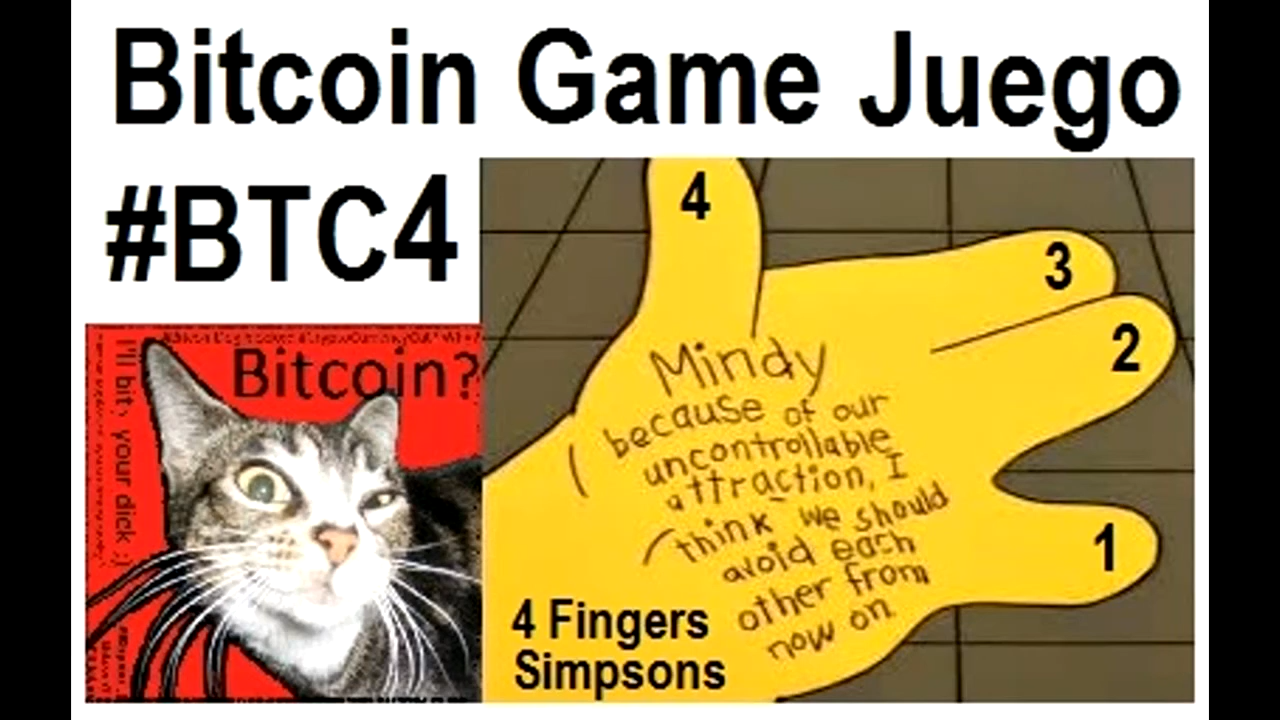 Bitcoin Game Juego
#BTC4
Bitcoin?
I'll bit, your dick :)
4
3
2
1
Mindy
because of our
uncontrollable
attraction, I
think we should
avoid each
other from
now on
4 Fingers
Simpsons